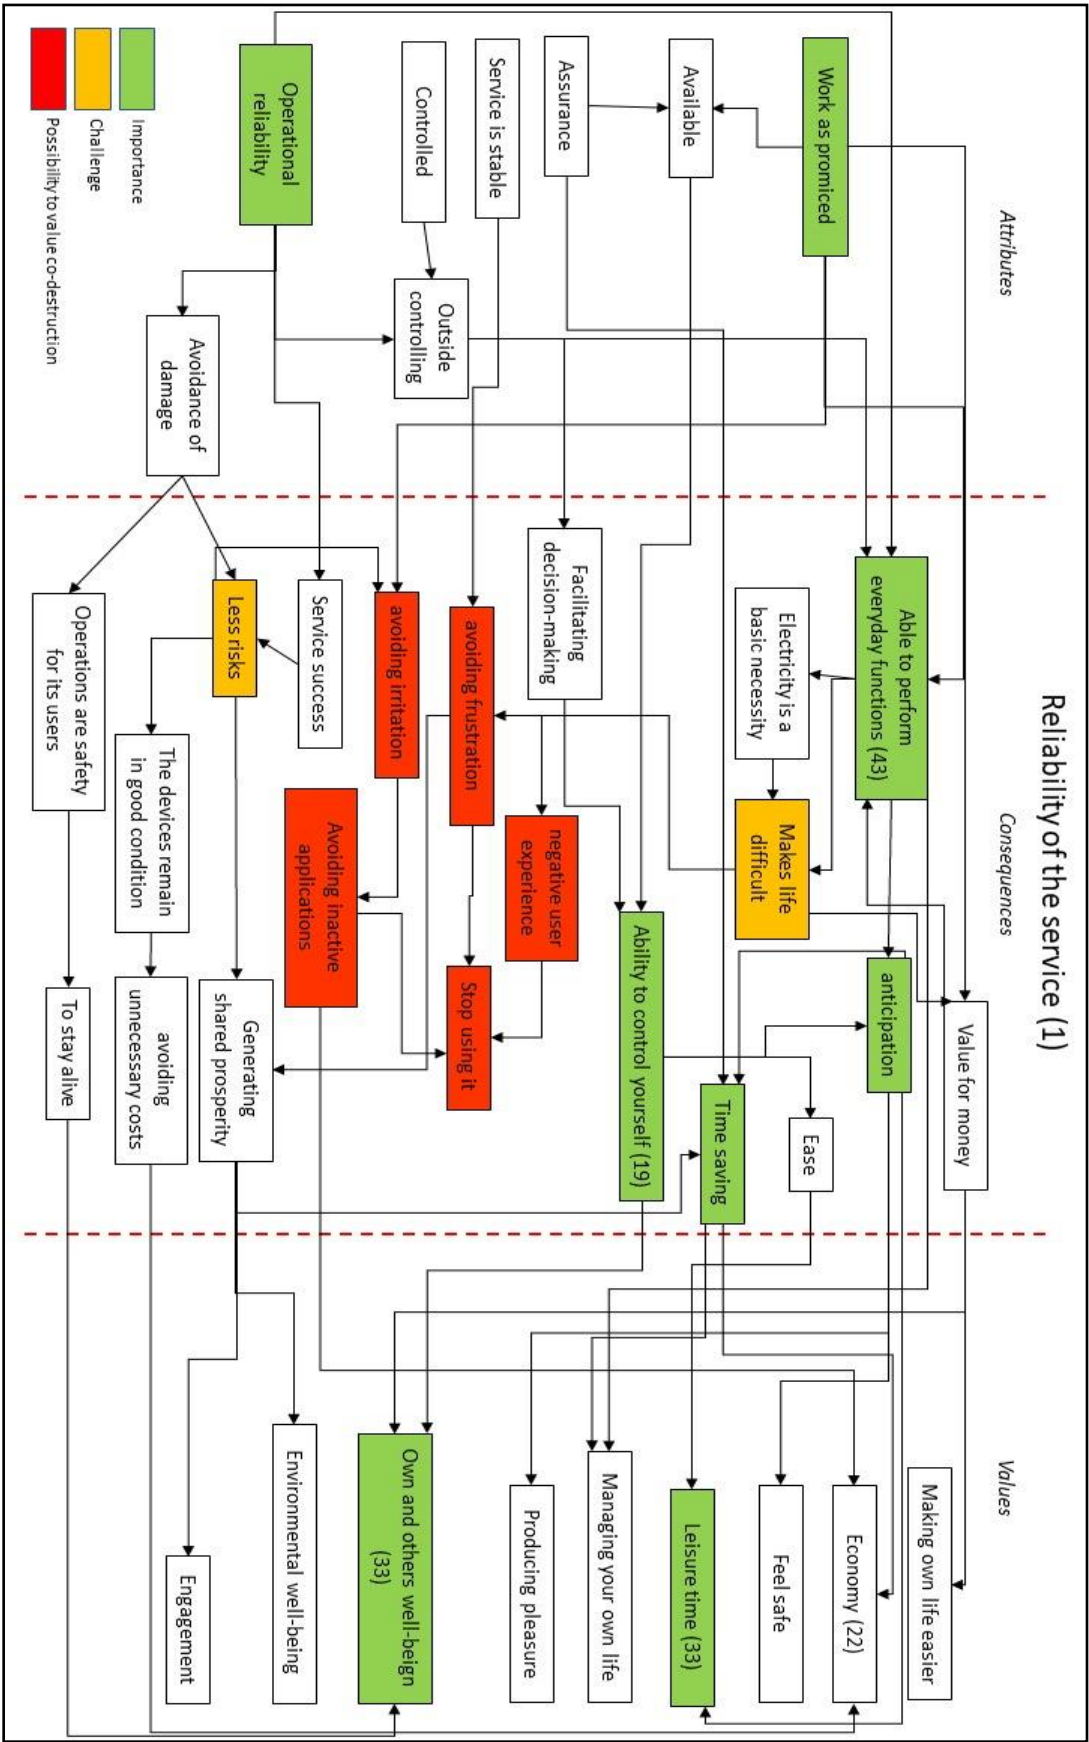 Reliability of the service (1)
Attributes
Consequences
Values
Work as promiced
Available
Assurance
Service is stable
Controlled
Outside
controlling
Operational
reliability
Avoidance of
damage
Importance
Challenge
Possibility to value co-destruction
Value for money
Able to perform
everyday functions (43)
anticipation
Electricity is a
basic necessity
Makes life
difficult
Ease
Time saving
Ability to control yourself (19)
Facilitating
decision-making
negative user
experience
avoiding frustration
Stop using it
avoiding irritation
Avoiding inactive
applications
Service success
Less risks
Generating
shared prosperity
The devices remain
in good condition
avoiding
unnecessary costs
Operations are safety
for its users
To stay alive
Making own life easier
Economy (22)
Feel safe
Leisure time (33)
Managing your own life
Producing pleasure
Own and others well-beign
(33)
Environmental well-being
Engagement